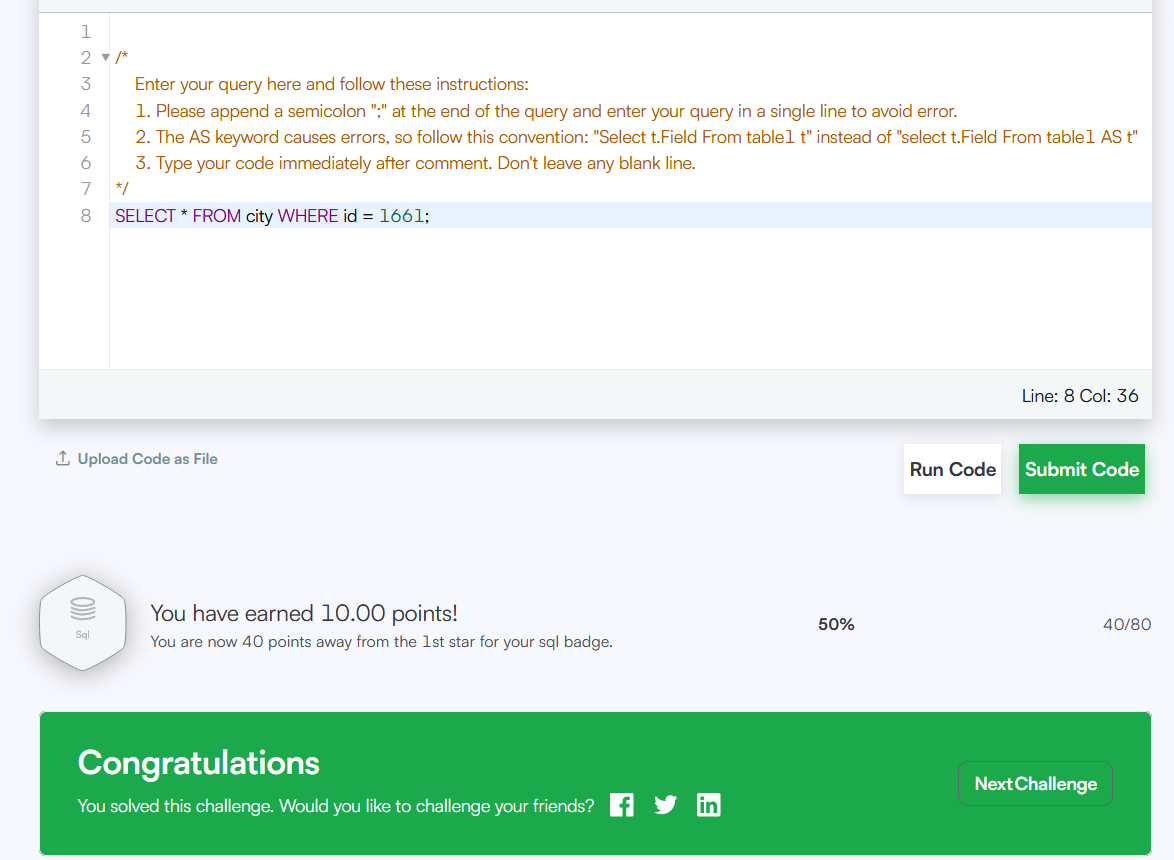 1
2 /*
3 Enter your query here and follow these instructions:
4 1. Please append a semicolon ";" at the end of the query and enter your query in a single line to avoid error.
5 2. The AS keyword causes errors, so follow this convention: "Select t.Field From table1 t" instead of "select t.Field From table1 AS t"
6 3. Type your code immediately after comment. Don't leave any blank line.
7 */
8 SELECT * FROM city WHERE id = 1661;
Line: 8 Col: 36
Upload Code as File
Run Code
Submit Code
Sql
You have earned 10.00 points!
You are now 40 points away from the 1st star for your sql badge.
50%
40/80
Congratulations
You solved this challenge. Would you like to challenge your friends?
Next Challenge